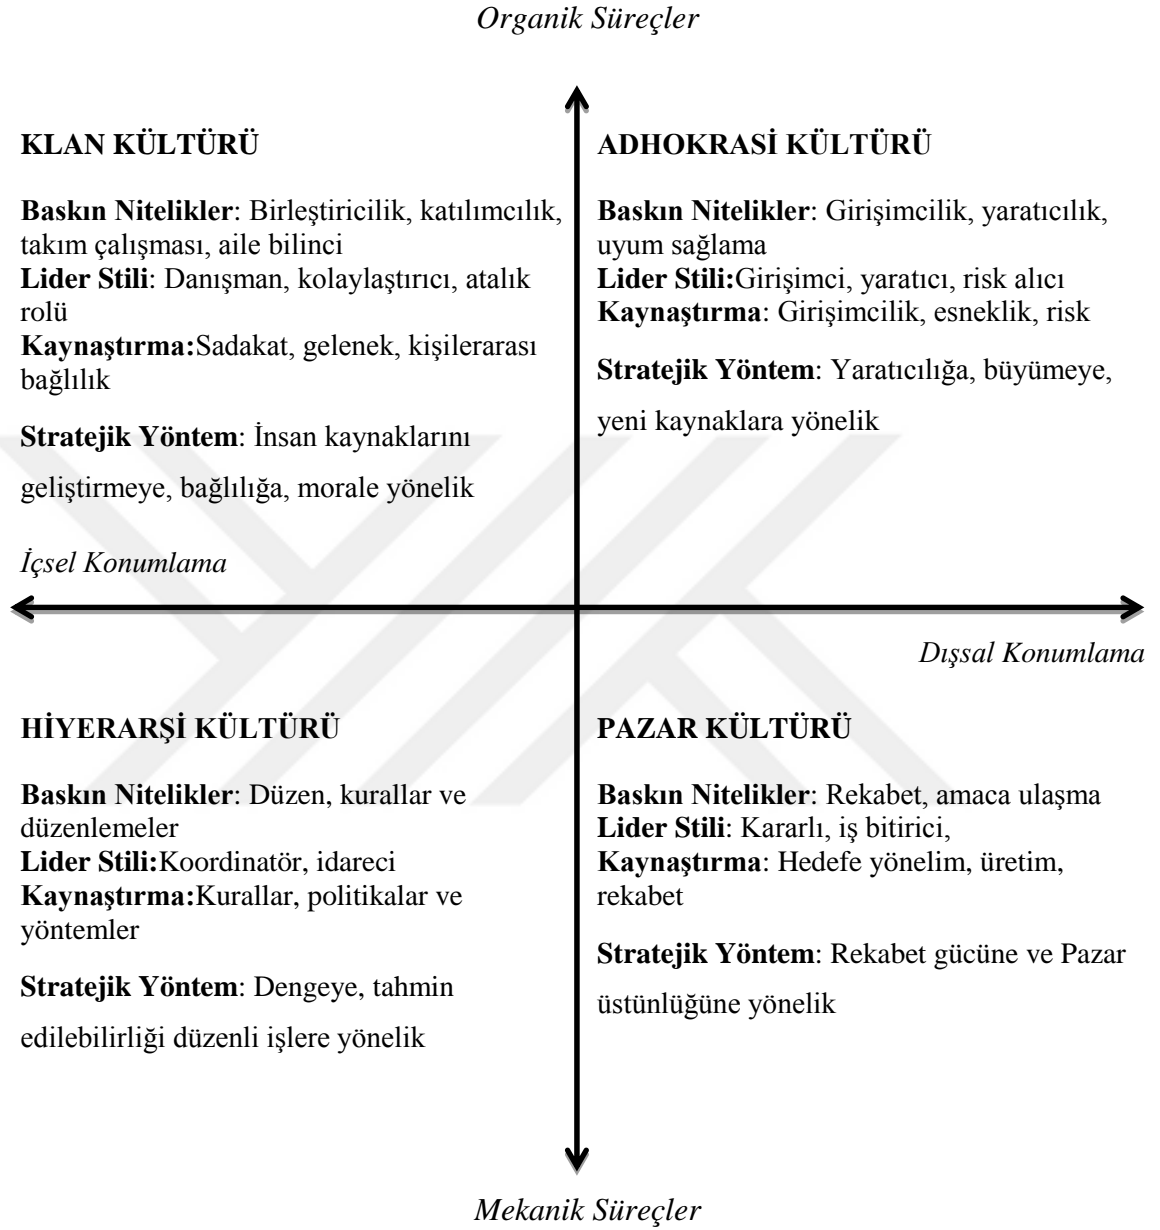 Organik Süreçler
KLAN KÜLTÜRÜ
Baskın Nitelikler: Birleştiricilik, katılımcılık,
takım çalışması, aile bilinci
Lider Stili: Danışman, kolaylaştırıcı, atalık
rolü
Kaynaştırma:Sadakat, gelenek, kişilerarası
bağlılık
Stratejik Yöntem: İnsan kaynaklarını
geliştirmeye, bağlılığa, morale yönelik
ADHOKRASİ KÜLTÜRÜ
Baskın Nitelikler: Girişimcilik, yaratıcılık,
uyum sağlama
Lider Stili:Girişimci, yaratıcı, risk alıcı
Kaynaştırma: Girişimcilik, esneklik, risk
Stratejik Yöntem: Yaratıcılığa, büyümeye,
yeni kaynaklara yönelik
İçsel Konumlama
Dışsal Konumlama
HİYERARŞİ KÜLTÜRÜ
Baskın Nitelikler: Düzen, kurallar ve
düzenlemeler
Lider Stili:Koordinatör, idareci
Kaynaştırma:Kurallar, politikalar ve
yöntemler
Stratejik Yöntem: Dengeye, tahmin
edilebilirliği düzenli işlere yönelik
PAZAR KÜLTÜRÜ
Baskın Nitelikler: Rekabet, amaca ulaşma
Lider Stili: Kararlı, iş bitirici,
Kaynaştırma: Hedefe yönelim, üretim,
rekabet
Stratejik Yöntem: Rekabet gücüne ve Pazar
üstünlüğüne yönelik
Mekanik Süreçler